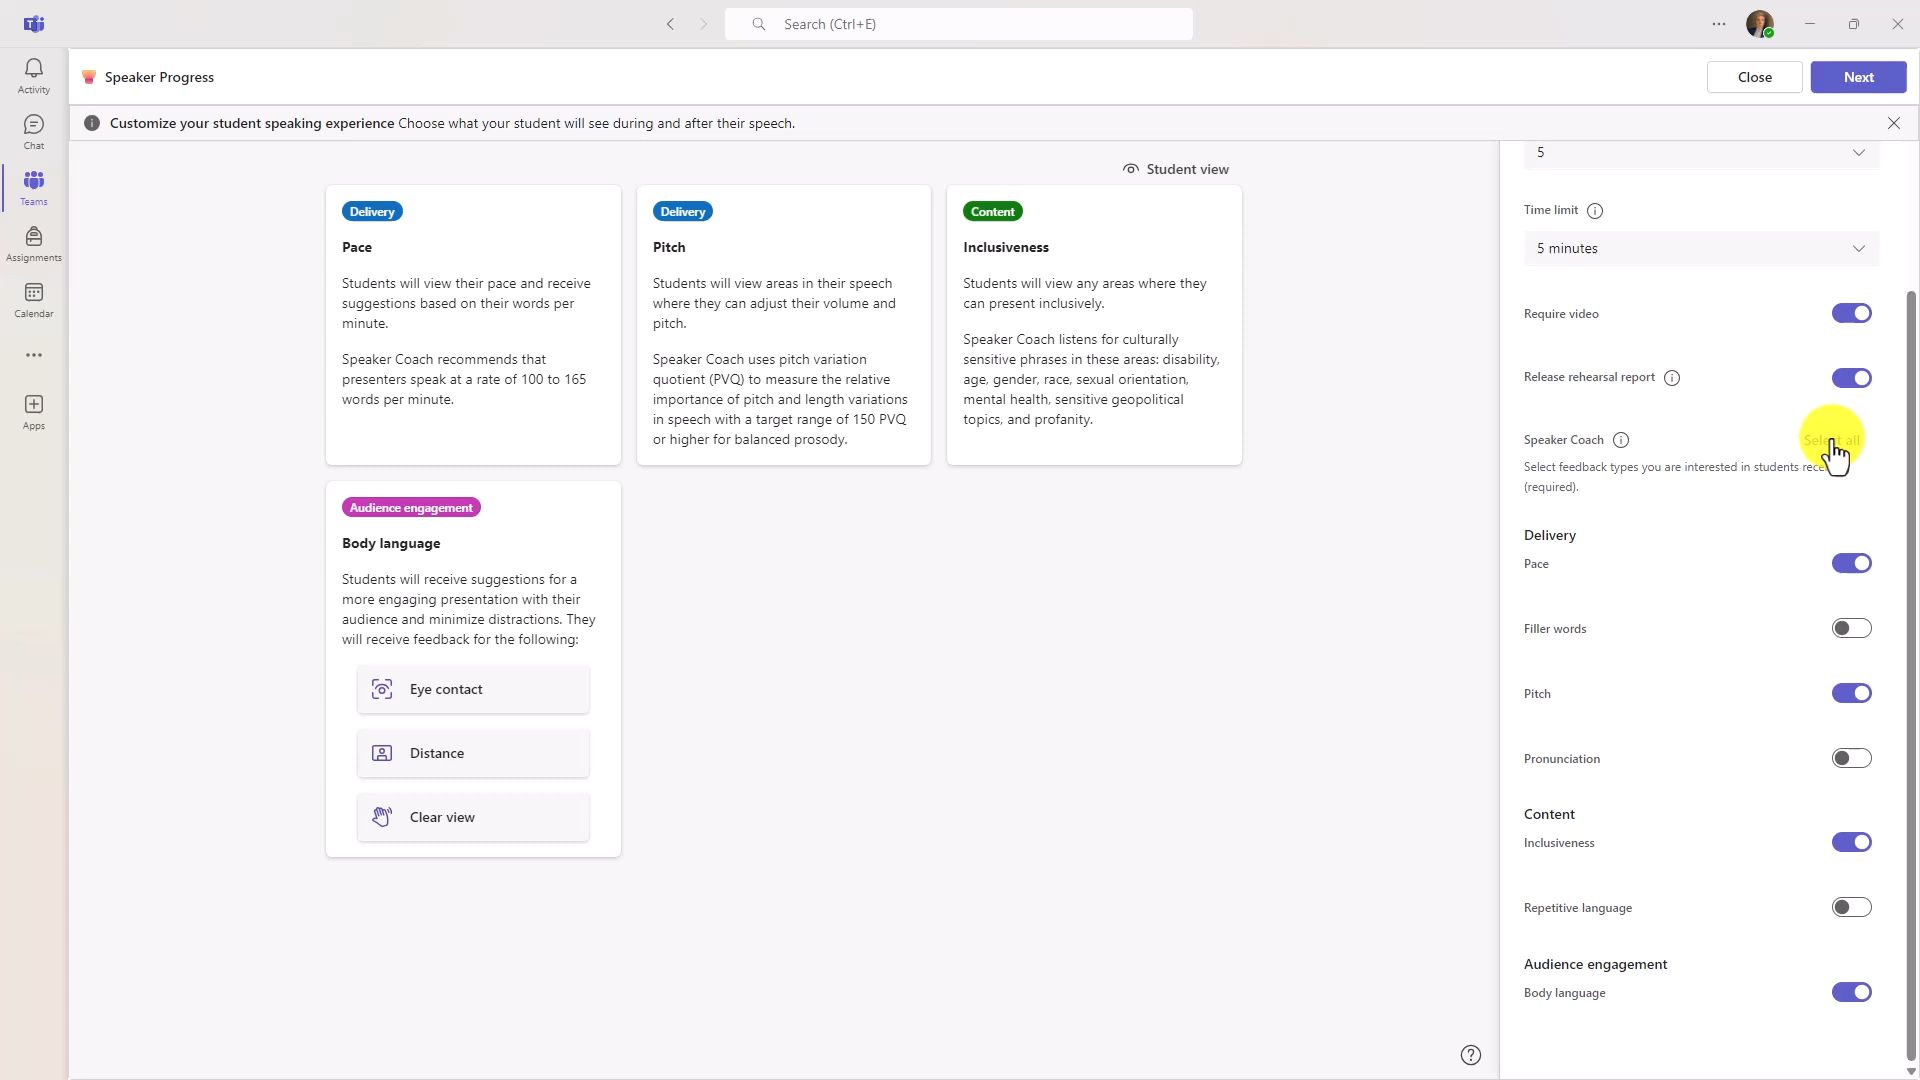 Search (Ctrl+E)
Activity
Chat
Teams
Assignments
Calendar
Apps
Speaker Progress
Close
Next
Customize your student speaking experience Choose what your student will see during and after their speech.
Student view
Delivery
Pace
Students will view their pace and receive
suggestions based on their words per
minute.
Speaker Coach recommends that
presenters speak at a rate of 100 to 165
words per minute.
Delivery
Pitch
Students will view areas in their speech
where they can adjust their volume and
pitch.
Speaker Coach uses pitch variation
quotient (PVQ) to measure the relative
importance of pitch and length variations
in speech with a target range of 150 PVQ
or higher for balanced prosody.
Content
Inclusiveness
Students will view any areas where they
can present inclusively.
Speaker Coach listens for culturally
sensitive phrases in these areas: disability,
age, gender, race, sexual orientation,
mental health, sensitive geopolitical
topics, and profanity.
Audience engagement
Body language
Students will receive suggestions for a
more engaging presentation with their
audience and minimize distractions. They
will receive feedback for the following:
Eye contact
Distance
Clear view
5
Time limit
5 minutes
Require video
Release rehearsal report
Speaker Coach
Select all
Select feedback types you are interested in students
(required).
Delivery
Pace
Filler words
Pitch
Pronunciation
Content
Inclusiveness
Repetitive language
Audience engagement
Body language